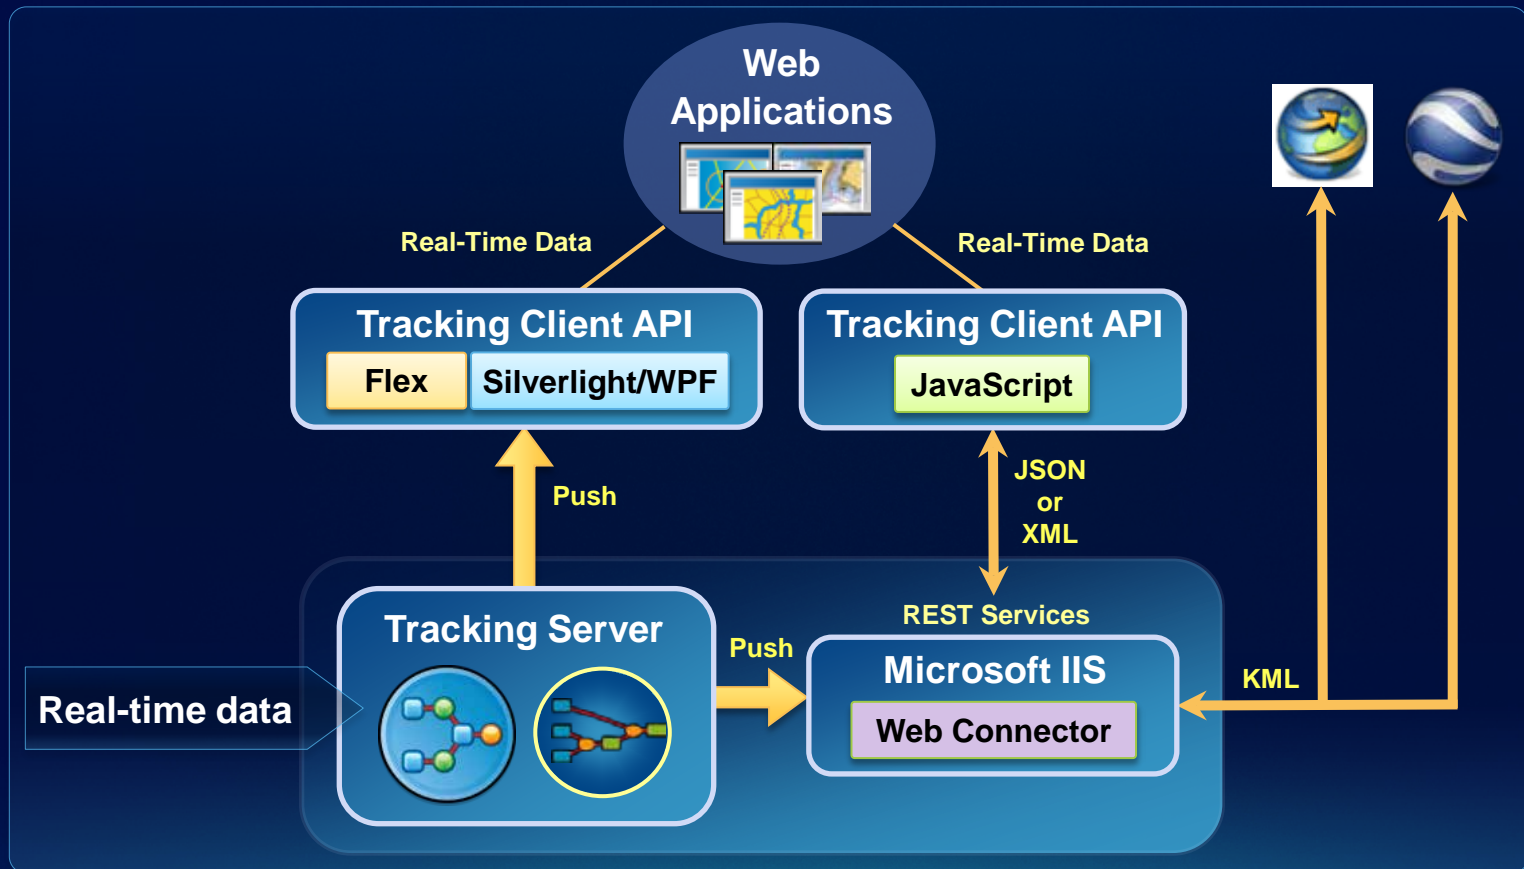 Web
Applications
Real-Time Data
Real-Time Data
Tracking Client API
Flex
Silverlight/WPF
Tracking Client API
JavaScript
Push
JSON
or
XML
REST Services
Tracking Server
Push
Microsoft IIS
Web Connector
KML
Real-time data